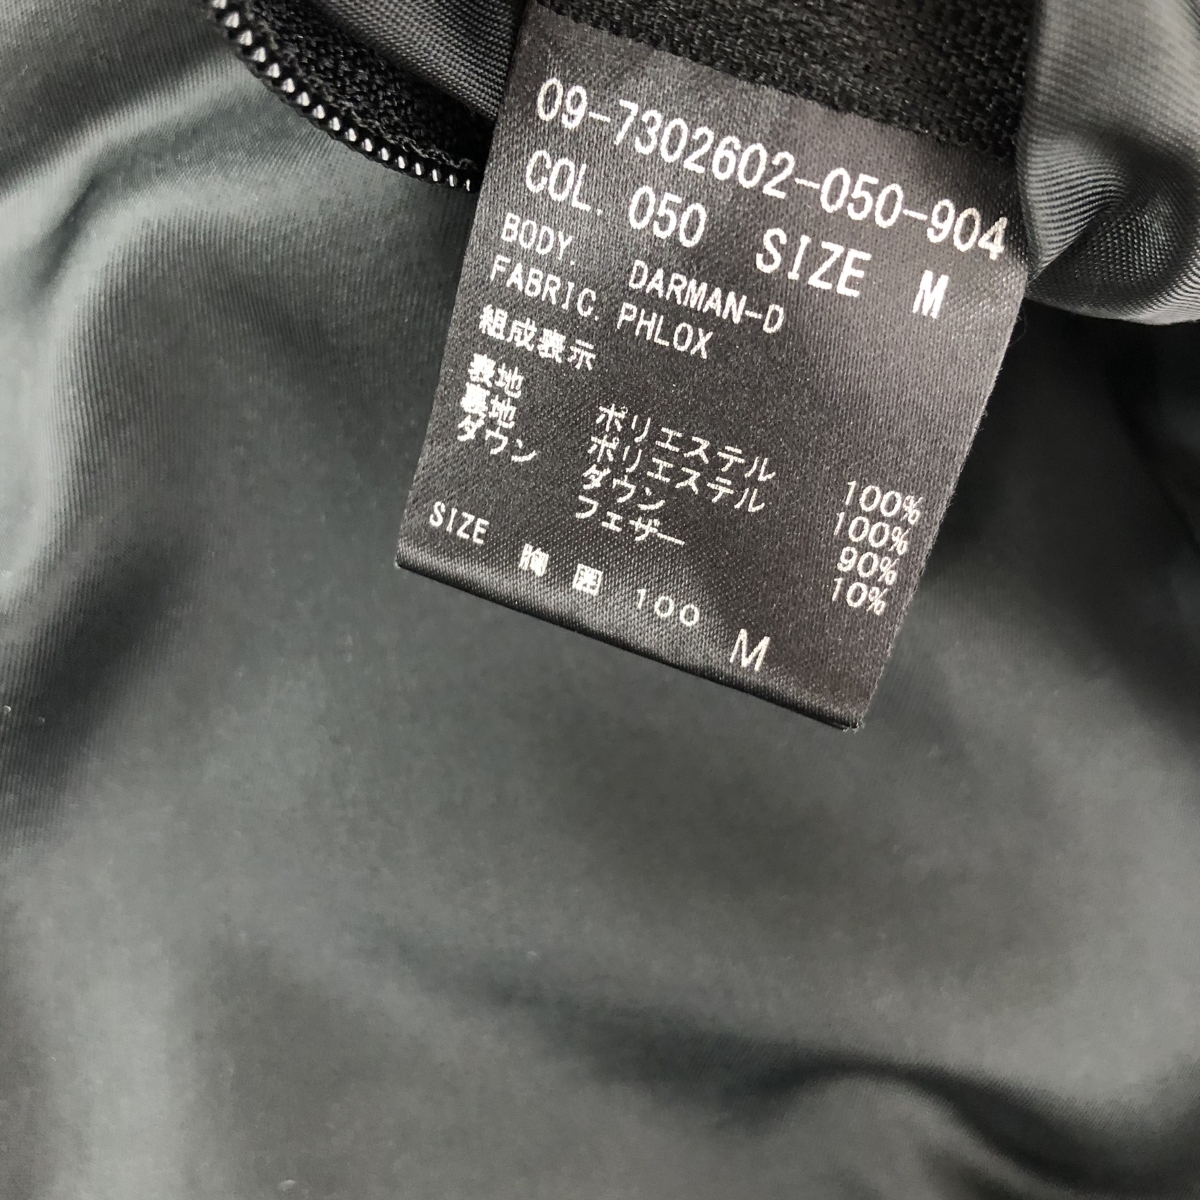 09-7302602-050-904
COL. 050 SIZE M
BODY. DARMAN-D
FABRIC. PHLOX
組成表示
表地 ポリエステル 100%
裏地 ポリエステル 100%
ダウン ダウン 90%
フェザー 10%
SIZE 胸囲 100 M